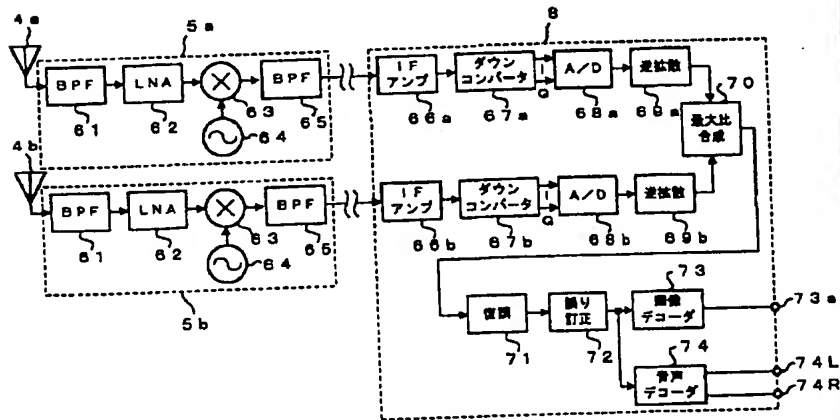 4a
5a
BPF
LNA
BPF
61
62
63
64
65
4b
BPF
LNA
BPF
61
62
63
64
65
5b
8
IF
アンプ
ダウン
コンバータ
I
Q
A/D
逆拡散
最大比
合成
66a
67a
68a
69a
70
IF
アンプ
ダウン
コンバータ
I
Q
A/D
逆拡散
66b
67b
68b
69b
復調
誤り
訂正
画像
デコーダ
73
73a
71
72
74
音声
デコーダ
74L
74R